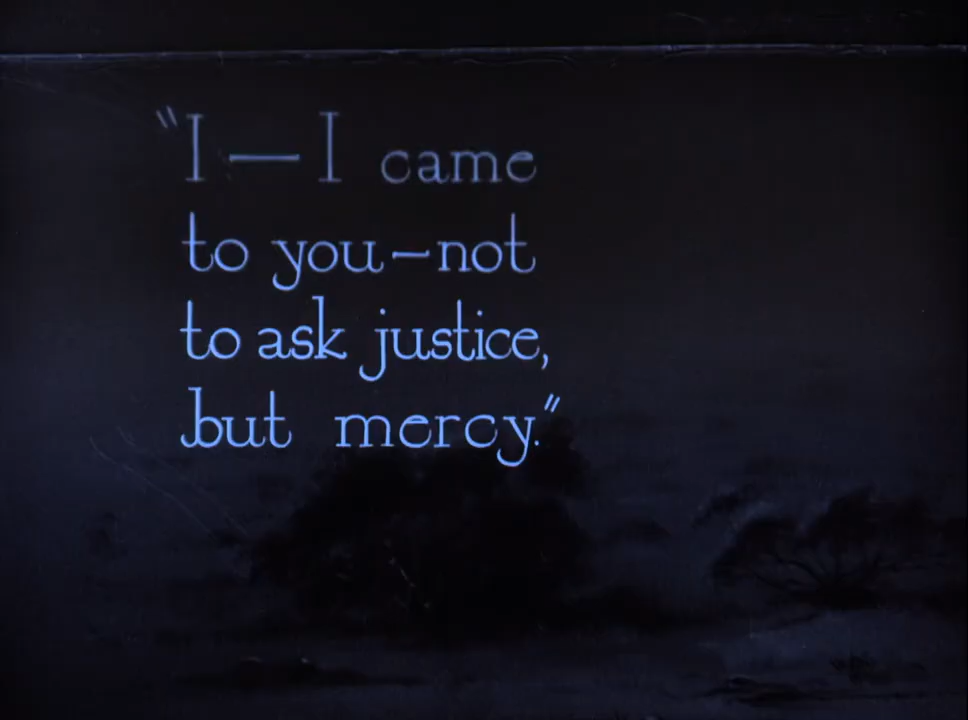 "I—I came
to you—not
to ask justice,
but mercy."